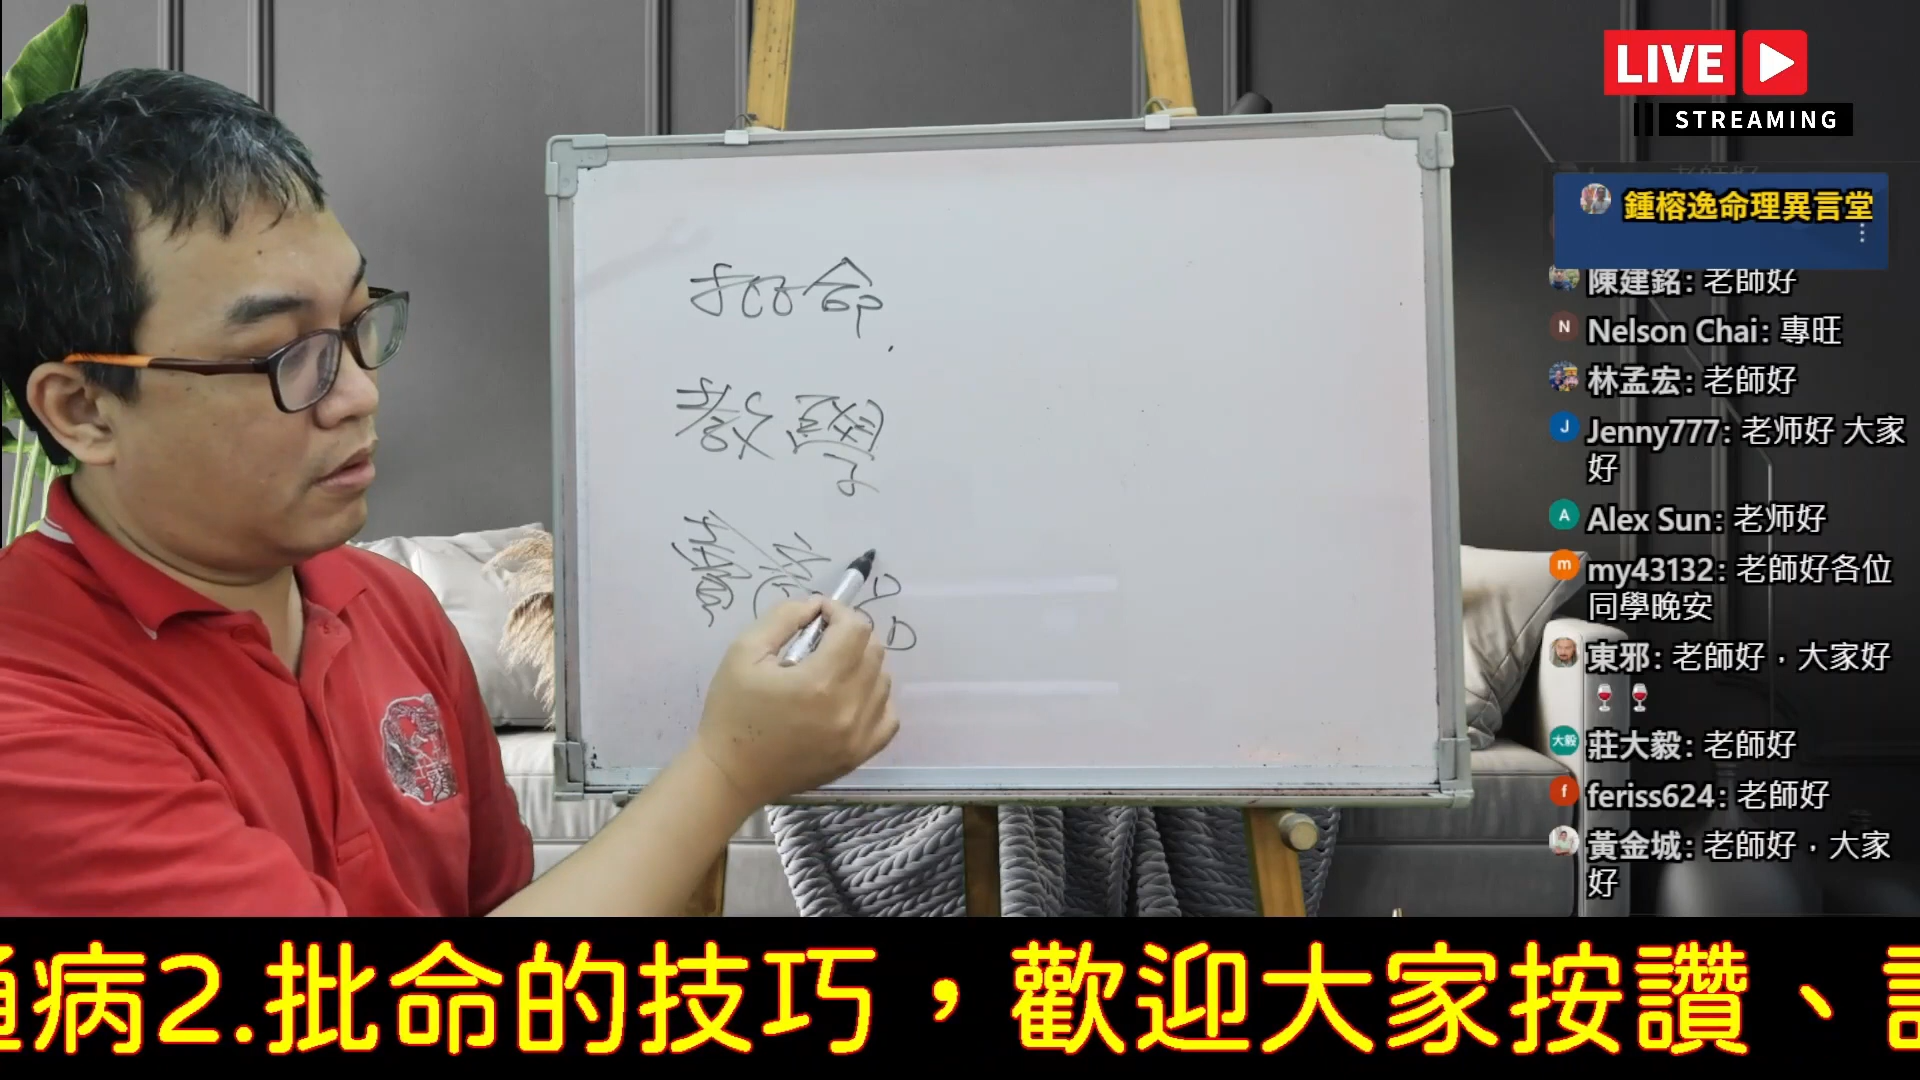 LIVE
STREAMING
鍾榕逸命理異言堂
陳建銘: 老師好
Nelson Chai: 專旺
林孟宏: 老師好
Jenny777: 老师好 大家
好
Alex Sun: 老师好
my43132: 老師好各位
同學晚安
東邪: 老師好，大家好
莊大毅: 老師好
feriss624: 老師好
黃金城: 老師好，大家
好
批命
教學
病2.批命的技巧，歡迎大家按讚、